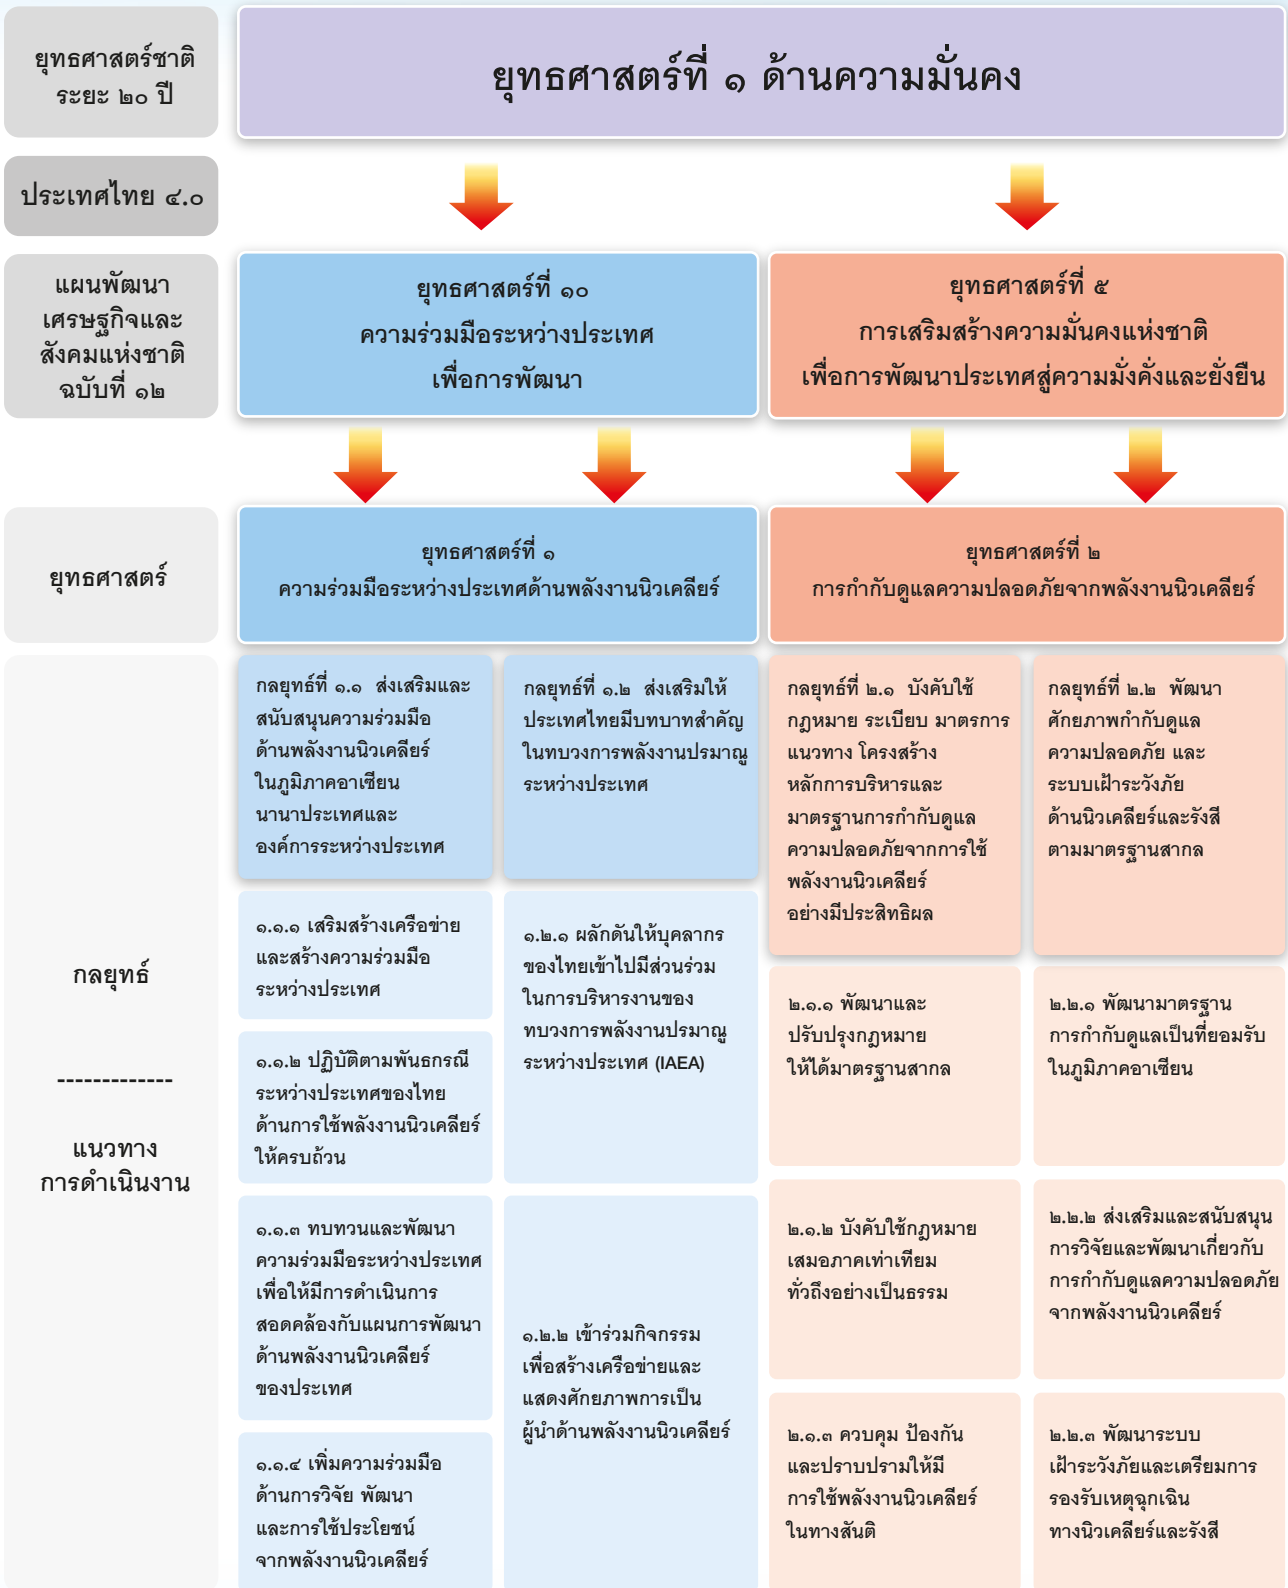 ยุทธศาสตร์ชาติ
ระยะ ๒๐ ปี
ยุทธศาสตร์ที่ ๑ ด้านความมั่นคง
ประเทศไทย ๔.๐
แผนพัฒนา
เศรษฐกิจและ
สังคมแห่งชาติ
ฉบับที่ ๑๒
ยุทธศาสตร์ที่ ๑๐
ความร่วมมือระหว่างประเทศ
เพื่อการพัฒนา
ยุทธศาสตร์ที่ ๕
การเสริมสร้างความมั่นคงแห่งชาติ
เพื่อการพัฒนาประเทศสู่ความมั่งคั่งและยั่งยืน
ยุทธศาสตร์
ยุทธศาสตร์ที่ ๑
ความร่วมมือระหว่างประเทศด้านพลังงานนิวเคลียร์
ยุทธศาสตร์ที่ ๒
การกำกับดูแลความปลอดภัยจากพลังงานนิวเคลียร์
กลยุทธ์
-------------
แนวทาง
การดำเนินงาน
กลยุทธ์ที่ ๑.๑ ส่งเสริมและ
สนับสนุนความร่วมมือ
ด้านพลังงานนิวเคลียร์
ในภูมิภาคอาเซียน
นานาประเทศและ
องค์การระหว่างประเทศ
๑.๑.๑ เสริมสร้างเครือข่าย
และสร้างความร่วมมือ
ระหว่างประเทศ
๑.๑.๒ ปฏิบัติตามพันธกรณี
ระหว่างประเทศของไทย
ด้านการใช้พลังงานนิวเคลียร์
ให้ครบถ้วน
๑.๑.๓ ทบทวนและพัฒนา
ความร่วมมือระหว่างประเทศ
เพื่อให้มีการดำเนินการ
สอดคล้องกับแผนการพัฒนา
ด้านพลังงานนิวเคลียร์
ของประเทศ
๑.๑.๔ เพิ่มความร่วมมือ
ด้านการวิจัย พัฒนา
และการใช้ประโยชน์
จากพลังงานนิวเคลียร์
กลยุทธ์ที่ ๑.๒ ส่งเสริมให้
ประเทศไทยมีบทบาทสำคัญ
ในทบวงการพลังงานปรมาณู
ระหว่างประเทศ
๑.๒.๑ ผลักดันให้บุคลากร
ของไทยเข้าไปมีส่วนร่วม
ในการบริหารงานของ
ทบวงการพลังงานปรมาณู
ระหว่างประเทศ (IAEA)
๑.๒.๒ เข้าร่วมกิจกรรม
เพื่อสร้างเครือข่ายและ
แสดงศักยภาพการเป็น
ผู้นำด้านพลังงานนิวเคลียร์
กลยุทธ์ที่ ๒.๑ บังคับใช้
กฎหมาย ระเบียบ มาตรการ
แนวทาง โครงสร้าง
หลักการบริหารและ
มาตรฐานการกำกับดูแล
ความปลอดภัยจากการใช้
พลังงานนิวเคลียร์
อย่างมีประสิทธิผล
๒.๑.๑ พัฒนาและ
ปรับปรุงกฎหมาย
ให้ได้มาตรฐานสากล
๒.๑.๒ บังคับใช้กฎหมาย
เสมอภาคเท่าเทียม
ทั่วถึงอย่างเป็นธรรม
๒.๑.๓ ควบคุม ป้องกัน
และปราบปรามให้มี
การใช้พลังงานนิวเคลียร์
ในทางสันติ
กลยุทธ์ที่ ๒.๒ พัฒนา
ศักยภาพกำกับดูแล
ความปลอดภัย และ
ระบบเฝ้าระวังภัย
ด้านนิวเคลียร์และรังสี
ตามมาตรฐานสากล
๒.๒.๑ พัฒนามาตรฐาน
การกำกับดูแลเป็นที่ยอมรับ
ในภูมิภาคอาเซียน
๒.๒.๒ ส่งเสริมและสนับสนุน
การวิจัยและพัฒนาเกี่ยวกับ
การกำกับดูแลความปลอดภัย
จากพลังงานนิวเคลียร์
๒.๒.๓ พัฒนาระบบ
เฝ้าระวังภัยและเตรียมการ
รองรับเหตุฉุกเฉิน
ทางนิวเคลียร์และรังสี